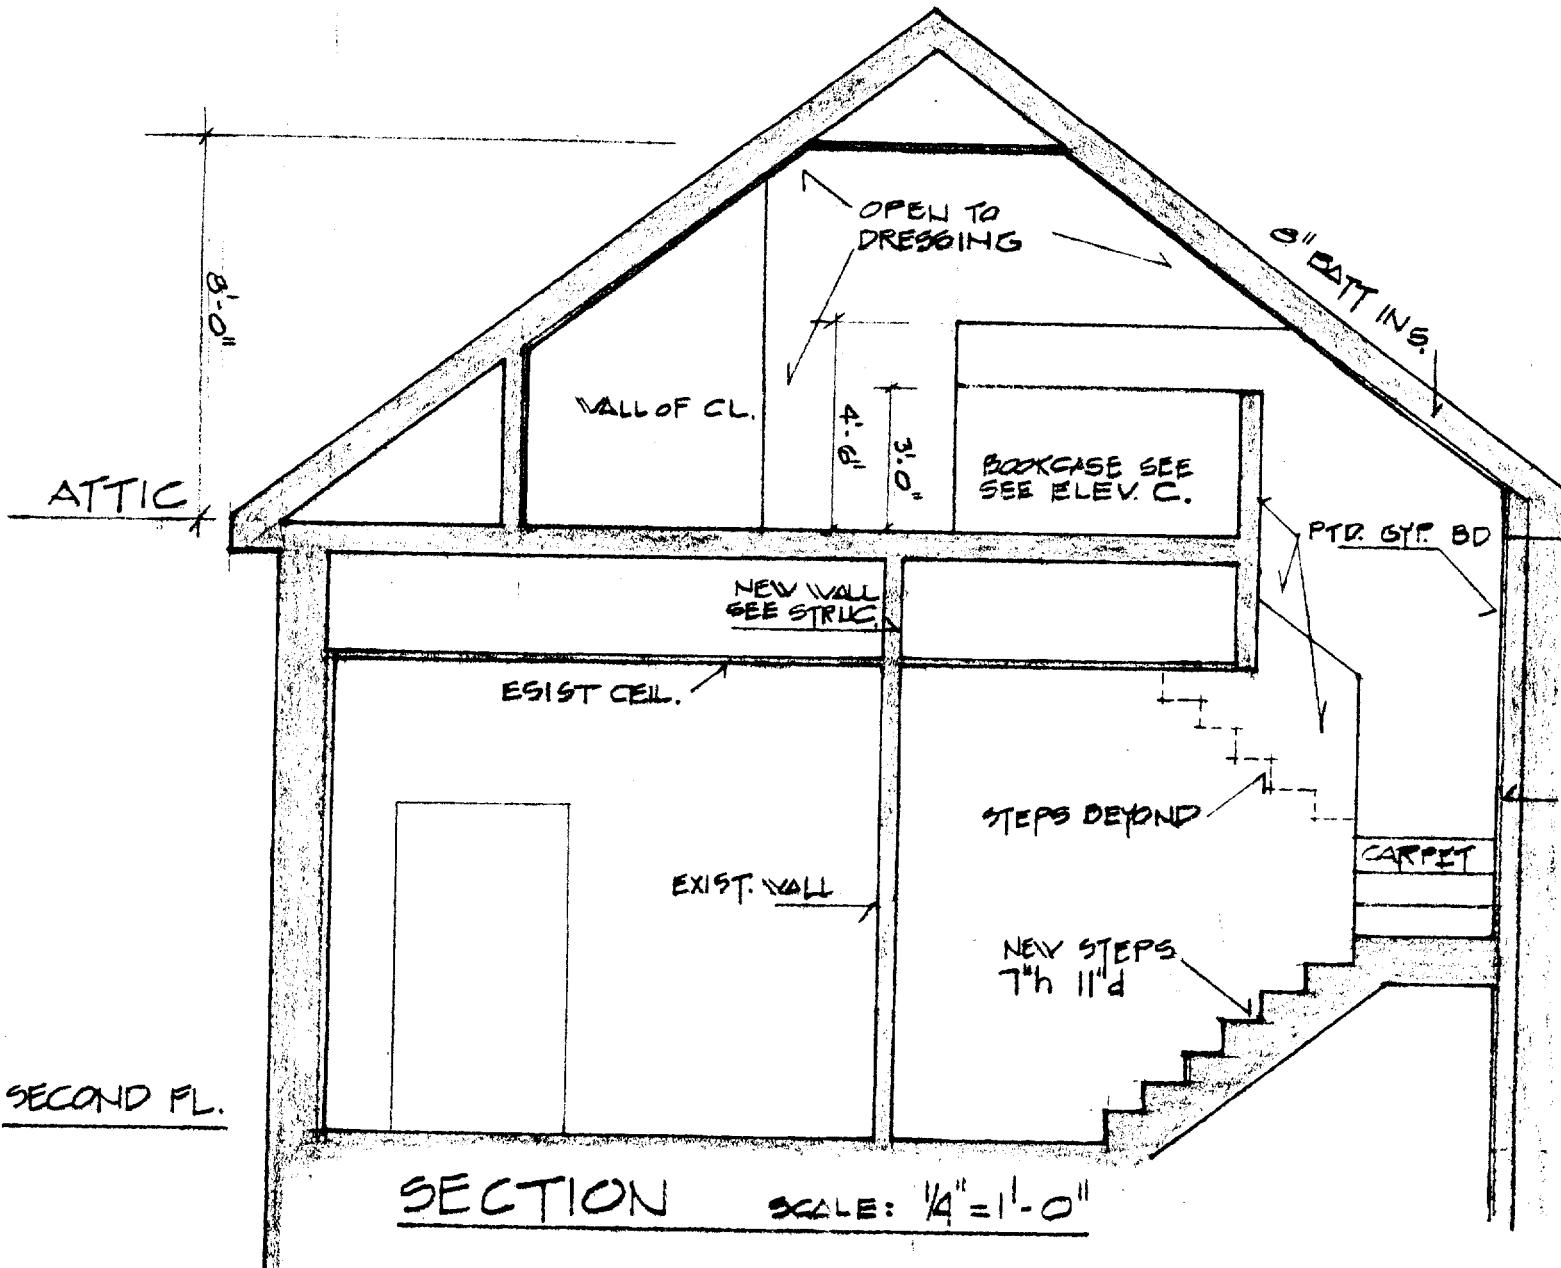 OPEN TO
DRESSING
8" BATT INS.
8'-0"
WALL OF CL.
4'-6"
3'-0"
BOOKCASE SEE
SEE ELEV. C.
ATTIC
PTD. GYP. BD
NEW WALL
SEE STRUC.
ESIST CEIL.
STEPS BEYOND
CARPET
EXIST. WALL
NEW STEPS
7"h 11"d
SECOND FL.
SECTION SCALE: 1/4"=1'-0"